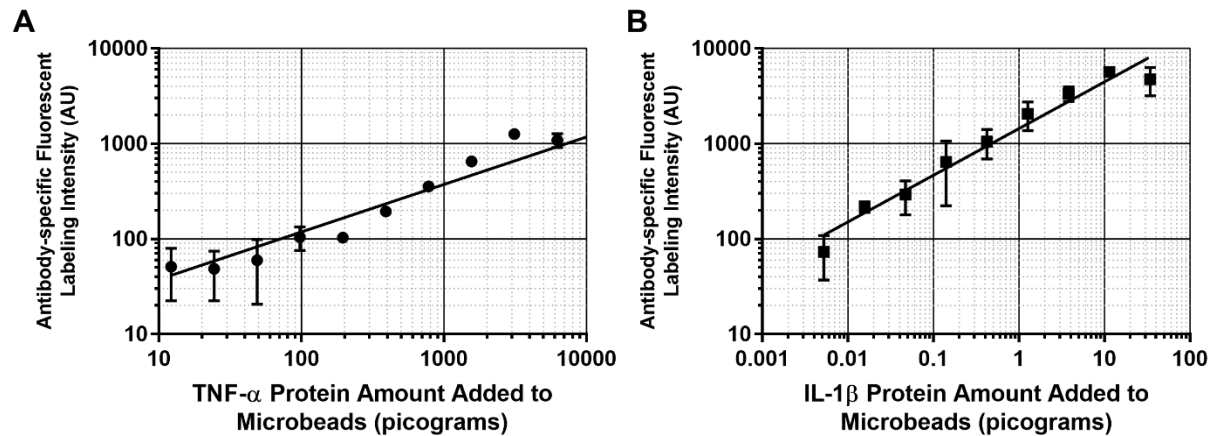 A
Antibody-specific Fluorescent
Labeling Intensity (AU)
10000
1000
100
10
10
100
1000
10000
TNF-α Protein Amount Added to
Microbeads (picograms)
B
Antibody-specific Fluorescent
Labeling Intensity (AU)
10000
1000
100
10
0.001
0.01
0.1
1
10
100
IL-1β Protein Amount Added to
Microbeads (picograms)